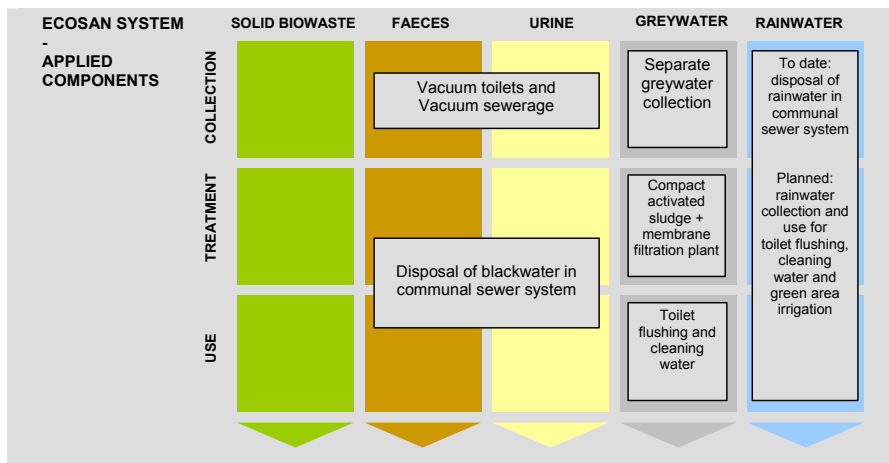 ECOSAN SYSTEM
-
APPLIED
COMPONENTS
SOLID BIOWASTE
FAECES
URINE
GREYWATER
RAINWATER
COLLECTION
Vacuum toilets and
Vacuum sewerage
Separate
greywater
collection
To date:
disposal of
rainwater in
communal
sewer system
TREATMENT
Compact
activated
sludge +
membrane
filtration plant
Planned:
rainwater
collection and
use for
toilet flushing,
cleaning
water and
green area
irrigation
Disposal of blackwater in
communal sewer system
USE
Toilet
flushing and
cleaning
water